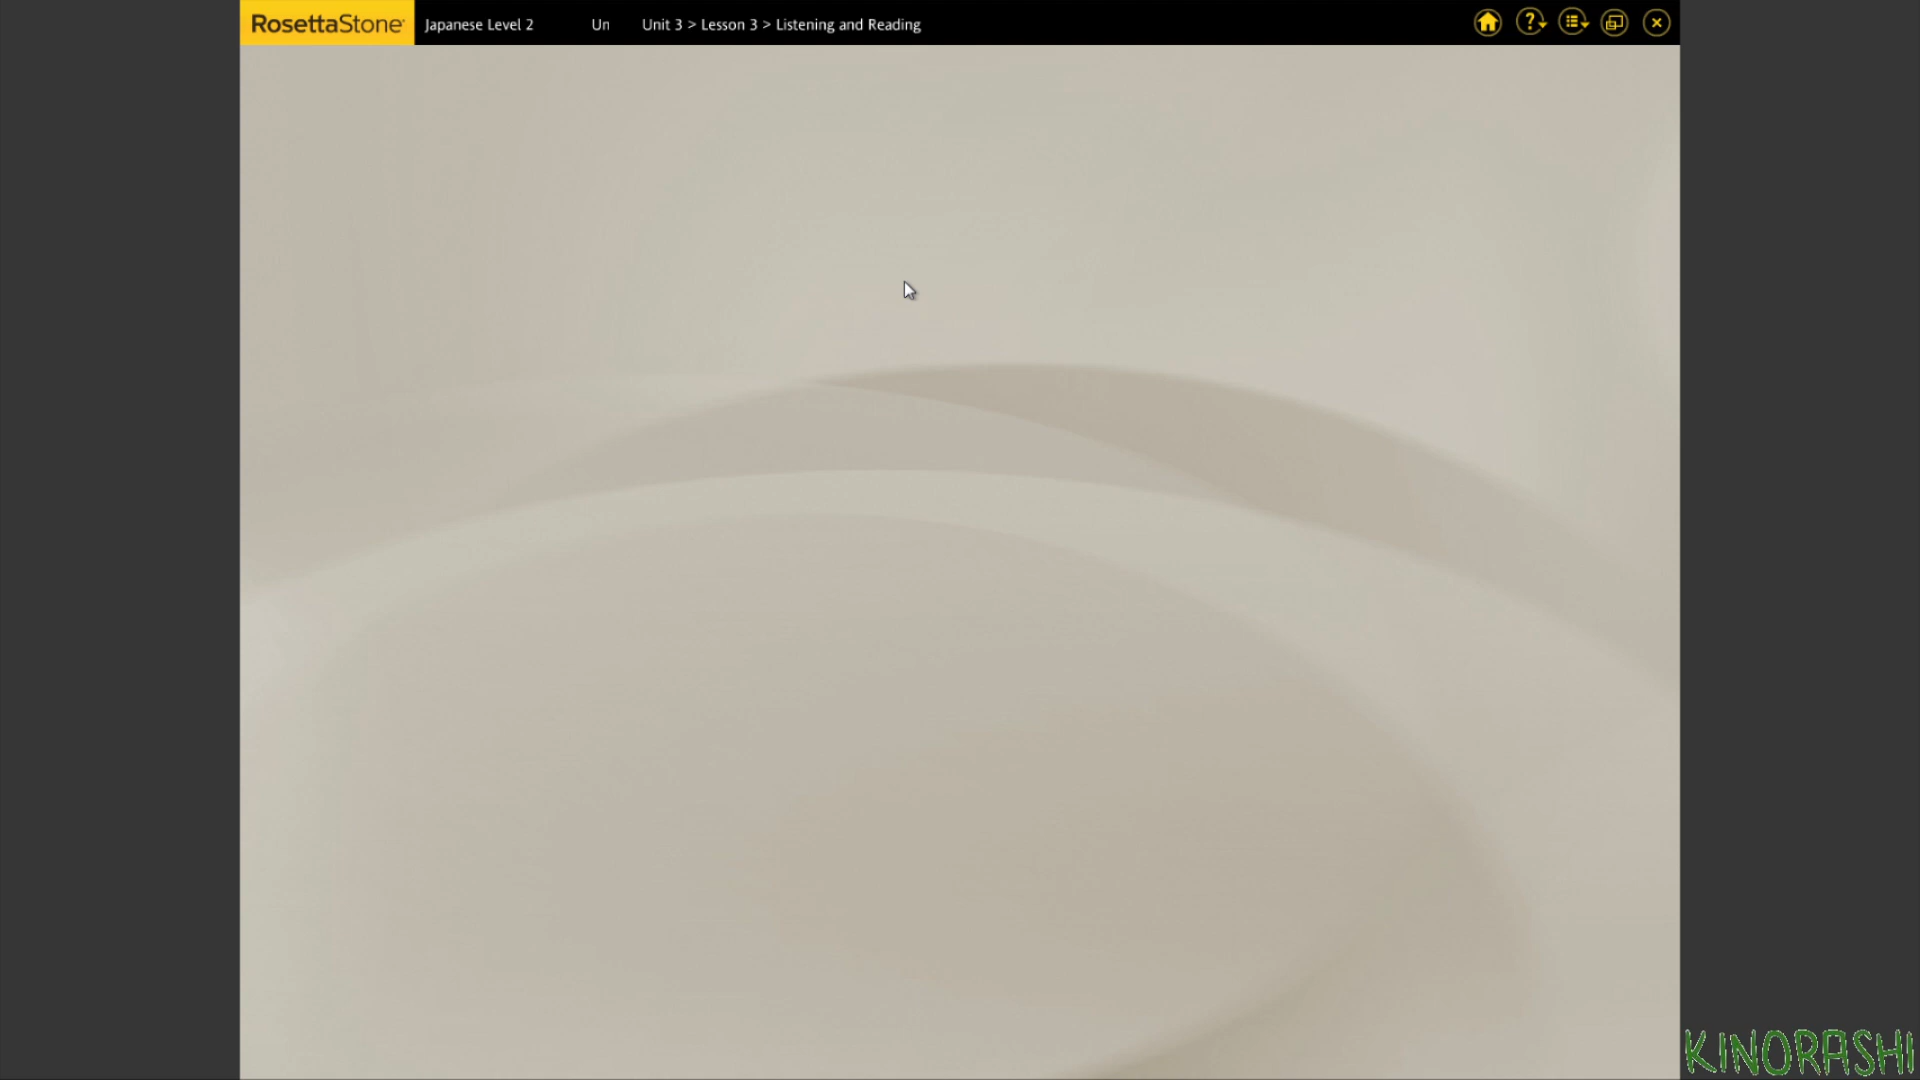 RosettaStone Japanese Level 2 Un Unit 3 > Lesson 3 > Listening and Reading
KINORASHI